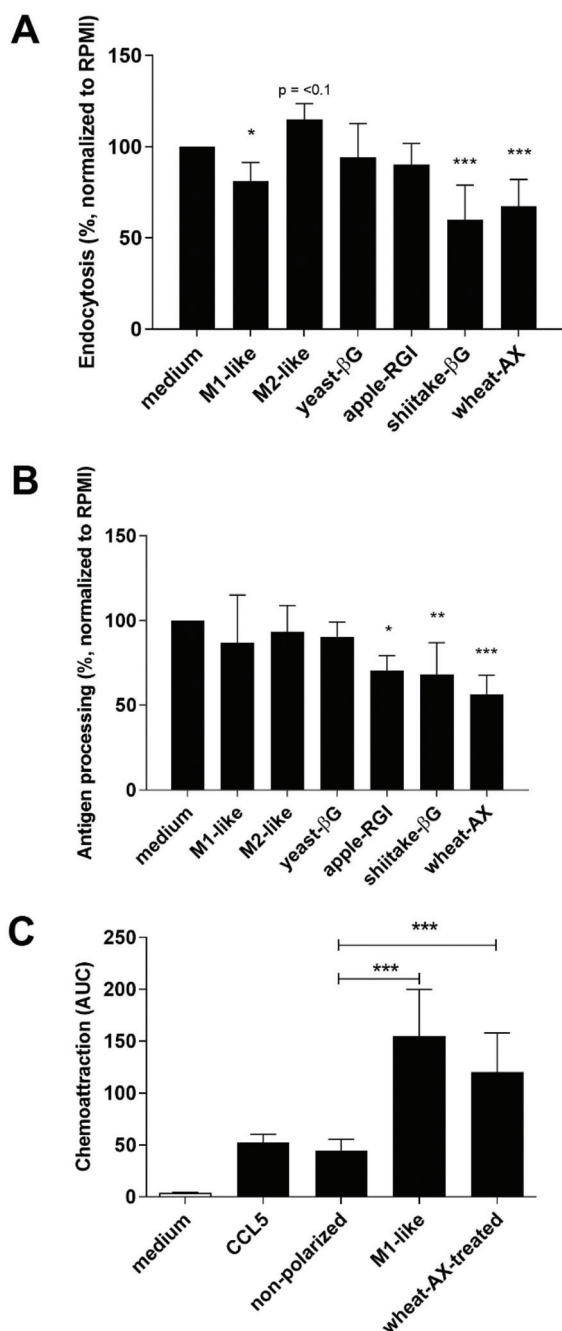 A
Endocytosis (%, normalized to RPMI)
150
100
50
0
*
p = <0.1
***
***
medium
M1-like
M2-like
yeast-βG
apple-RGI
shiitake-βG
wheat-AX
B
Antigen processing (%, normalized to RPMI)
150
100
50
0
*
**
***
medium
M1-like
M2-like
yeast-βG
apple-RGI
shiitake-βG
wheat-AX
C
Chemoattraction (AUC)
250
200
150
100
50
0
***
***
medium
CCL5
non-polarized
M1-like
wheat-AX-treated